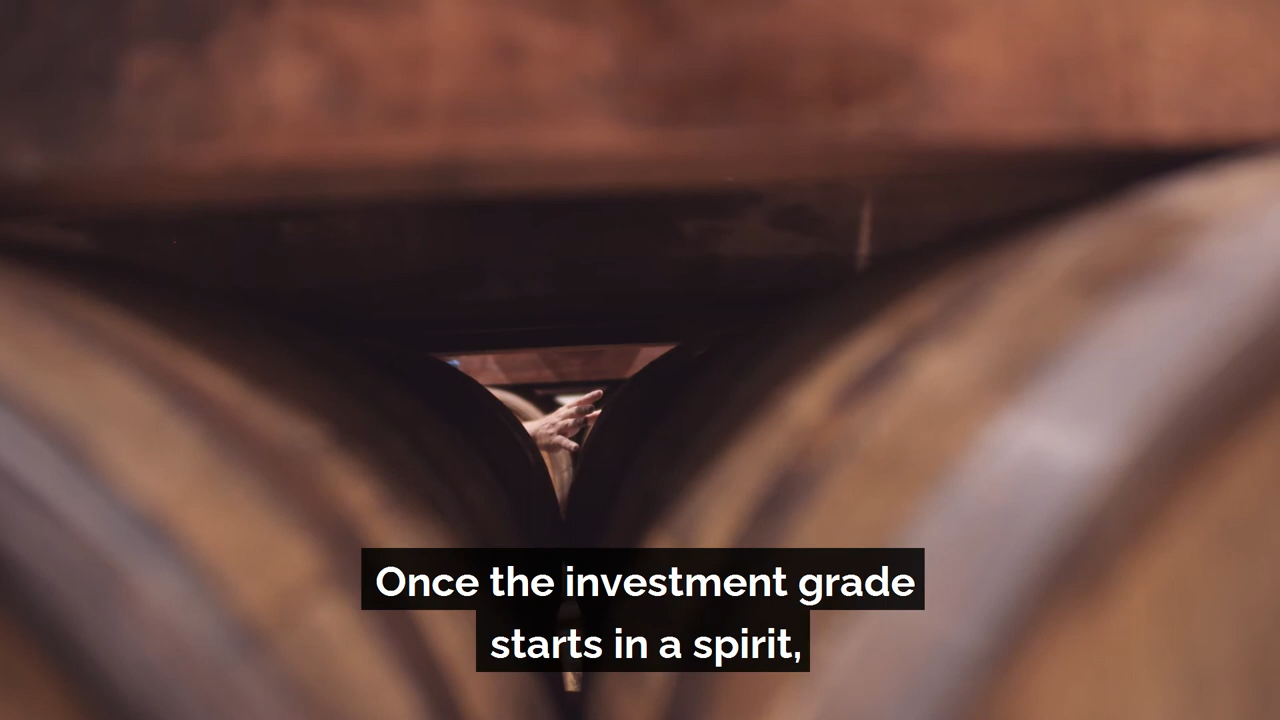 Once the investment grade
starts in a spirit,